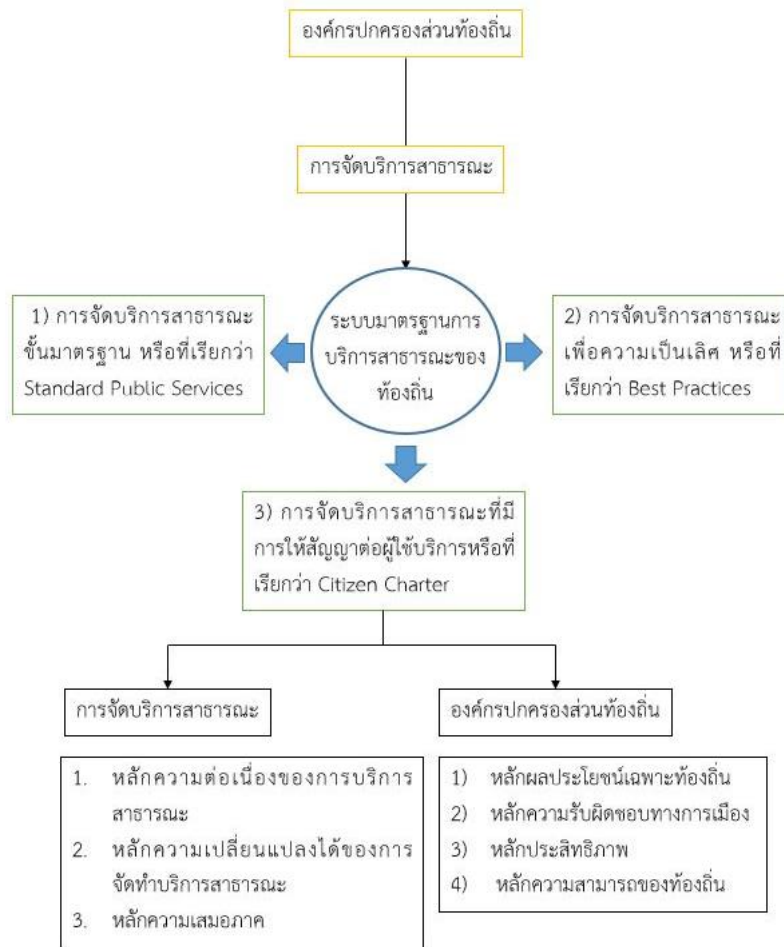 องค์กรปกครองส่วนท้องถิ่น
การจัดบริการสาธารณะ
1) การจัดบริการสาธารณะ
ขั้นมาตรฐาน หรือที่เรียกว่า
Standard Public Services
ระบบมาตรฐานการ
บริการสาธารณะของ
ท้องถิ่น
2) การจัดบริการสาธารณะ
เพื่อความเป็นเลิศ หรือที่
เรียกว่า Best Practices
3) การจัดบริการสาธารณะที่มี
การให้สัญญาต่อผู้ใช้บริการหรือที่
เรียกว่า Citizen Charter
การจัดบริการสาธารณะ
1. หลักความต่อเนื่องของการบริการ
สาธารณะ
2. หลักความเปลี่ยนแปลงได้ของการ
จัดทำบริการสาธารณะ
3. หลักความเสมอภาค
องค์กรปกครองส่วนท้องถิ่น
1) หลักผลประโยชน์เฉพาะท้องถิ่น
2) หลักความรับผิดชอบทางการเมือง
3) หลักประสิทธิภาพ
4) หลักความสามารถของท้องถิ่น